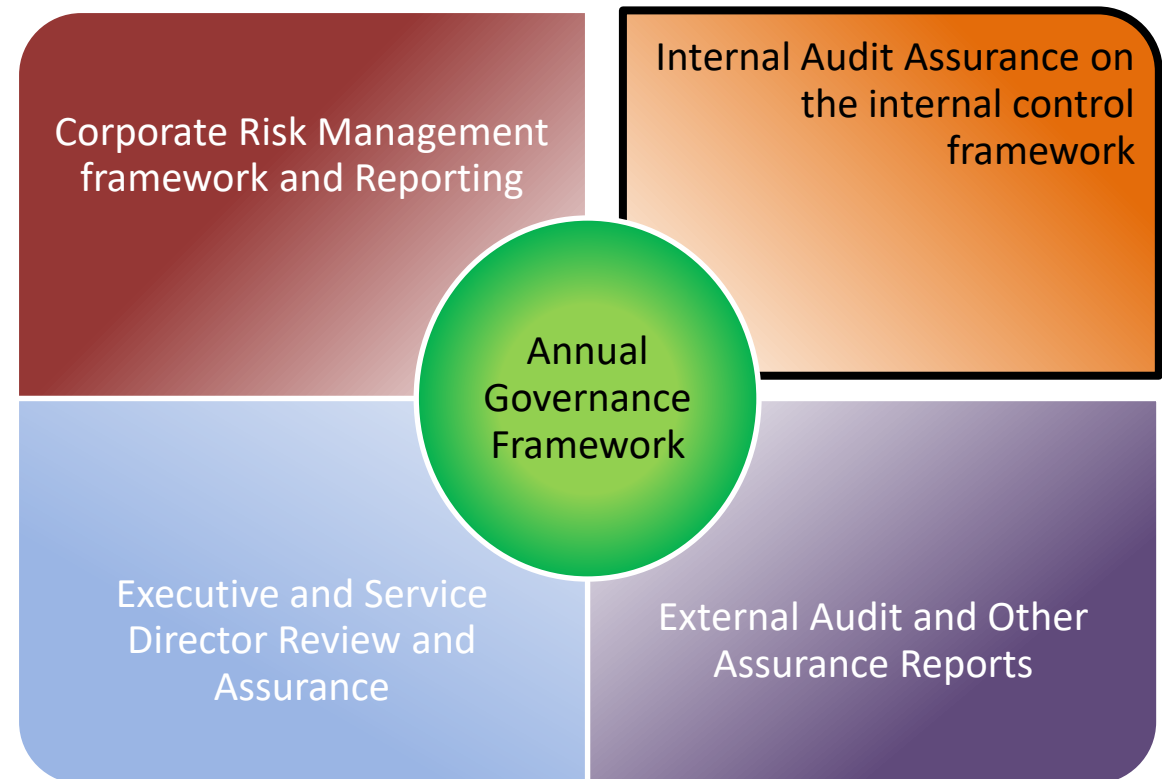 Corporate Risk Management
framework and Reporting
Internal Audit Assurance on
the internal control
framework
Annual
Governance
Framework
Executive and Service
Director Review and
Assurance
External Audit and Other
Assurance Reports